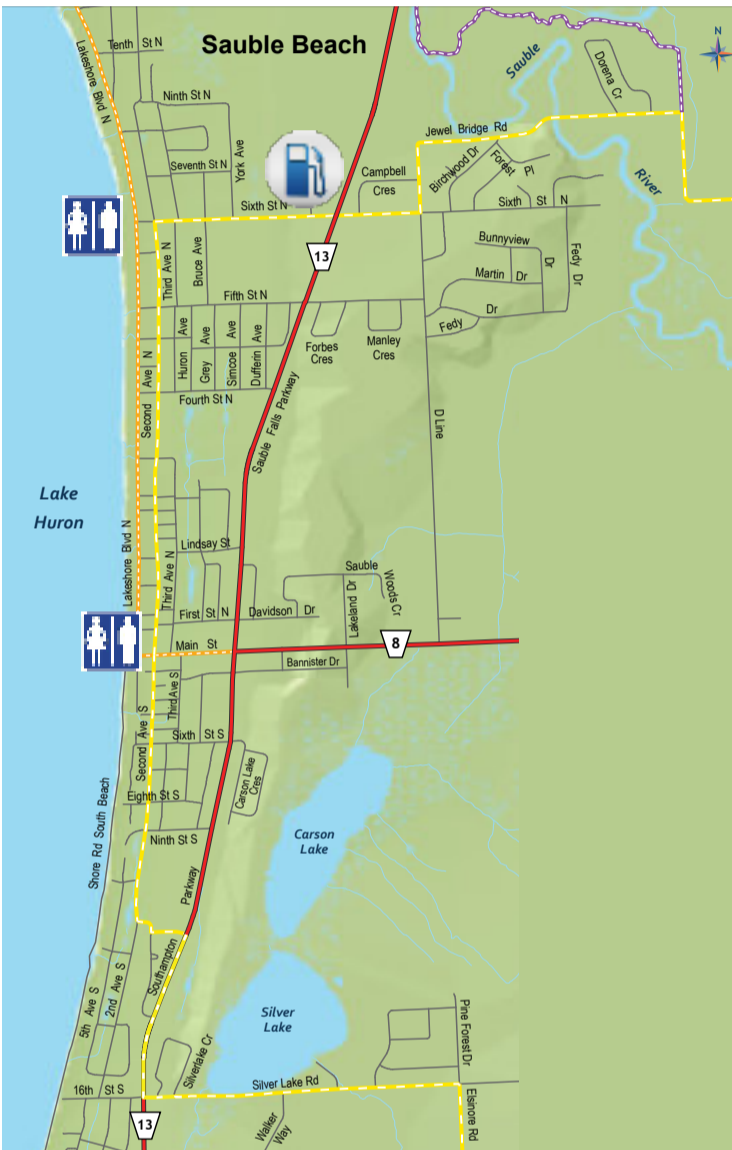 Sauble Beach
N
Tenth St N
Lakeshore Blvd N
Ninth St N
Seventh St N
York Ave
Sixth St N
Campbell
Cres
Sauble
River
Dorena Cr
Jewel Bridge Rd
Birchwood Dr
Forest Pl
Sixth St N
13
Third Ave N
Bruce Ave
Bunnyview
Dr
Martin Dr
Fedy Dr
Fedy Dr
Fifth St N
Huron Ave
Grey Ave
Simcoe Ave
Dufferin Ave
Forbes
Cres
Manley
Cres
Second Ave N
Fourth St N
Sauble Falls Parkway
D Line
Lake
Huron
Lakeshore Blvd N
Third Ave N
Lindsay St
First St N
Davidson Dr
Sauble
Woods Cr
Lakeland Dr
Main St
8
Bannister Dr
Third Ave S
Second Ave S
Sixth St S
Carson Lake
Cres
Eighth St S
Shore Rd South Beach
Ninth St S
Carson
Lake
Southampton Parkway
5th Ave S
2nd Ave S
Silver
Lake
Silverlake Cr
Pine Forest Dr
16th St S
Silver Lake Rd
Elsinore Rd
13
Walker
Way